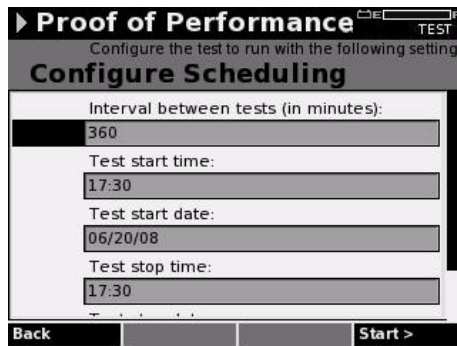 Proof of Performance
E F
TEST
Configure the test to run with the following setting
Configure Scheduling
Interval between tests (in minutes):
360
Test start time:
17:30
Test start date:
06/20/08
Test stop time:
17:30
Back
Start >